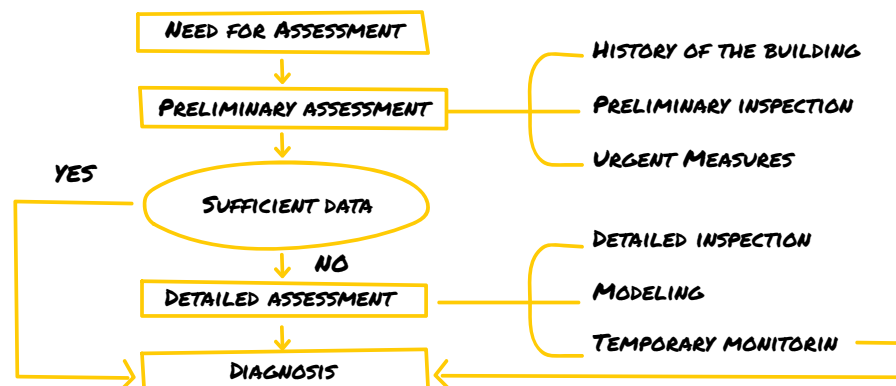 Need for Assessment
Preliminary assessment
History of the building
Preliminary inspection
Urgent Measures
YES
Sufficient data
NO
Detailed assessment
Detailed inspection
Modeling
Temporary monitorin
Diagnosis